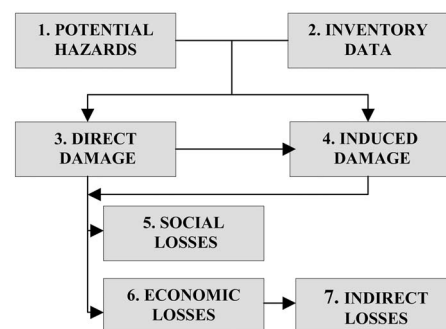 1. POTENTIAL
HAZARDS
2. INVENTORY
DATA
3. DIRECT
DAMAGE
4. INDUCED
DAMAGE
5. SOCIAL
LOSSES
6. ECONOMIC
LOSSES
7. INDIRECT
LOSSES